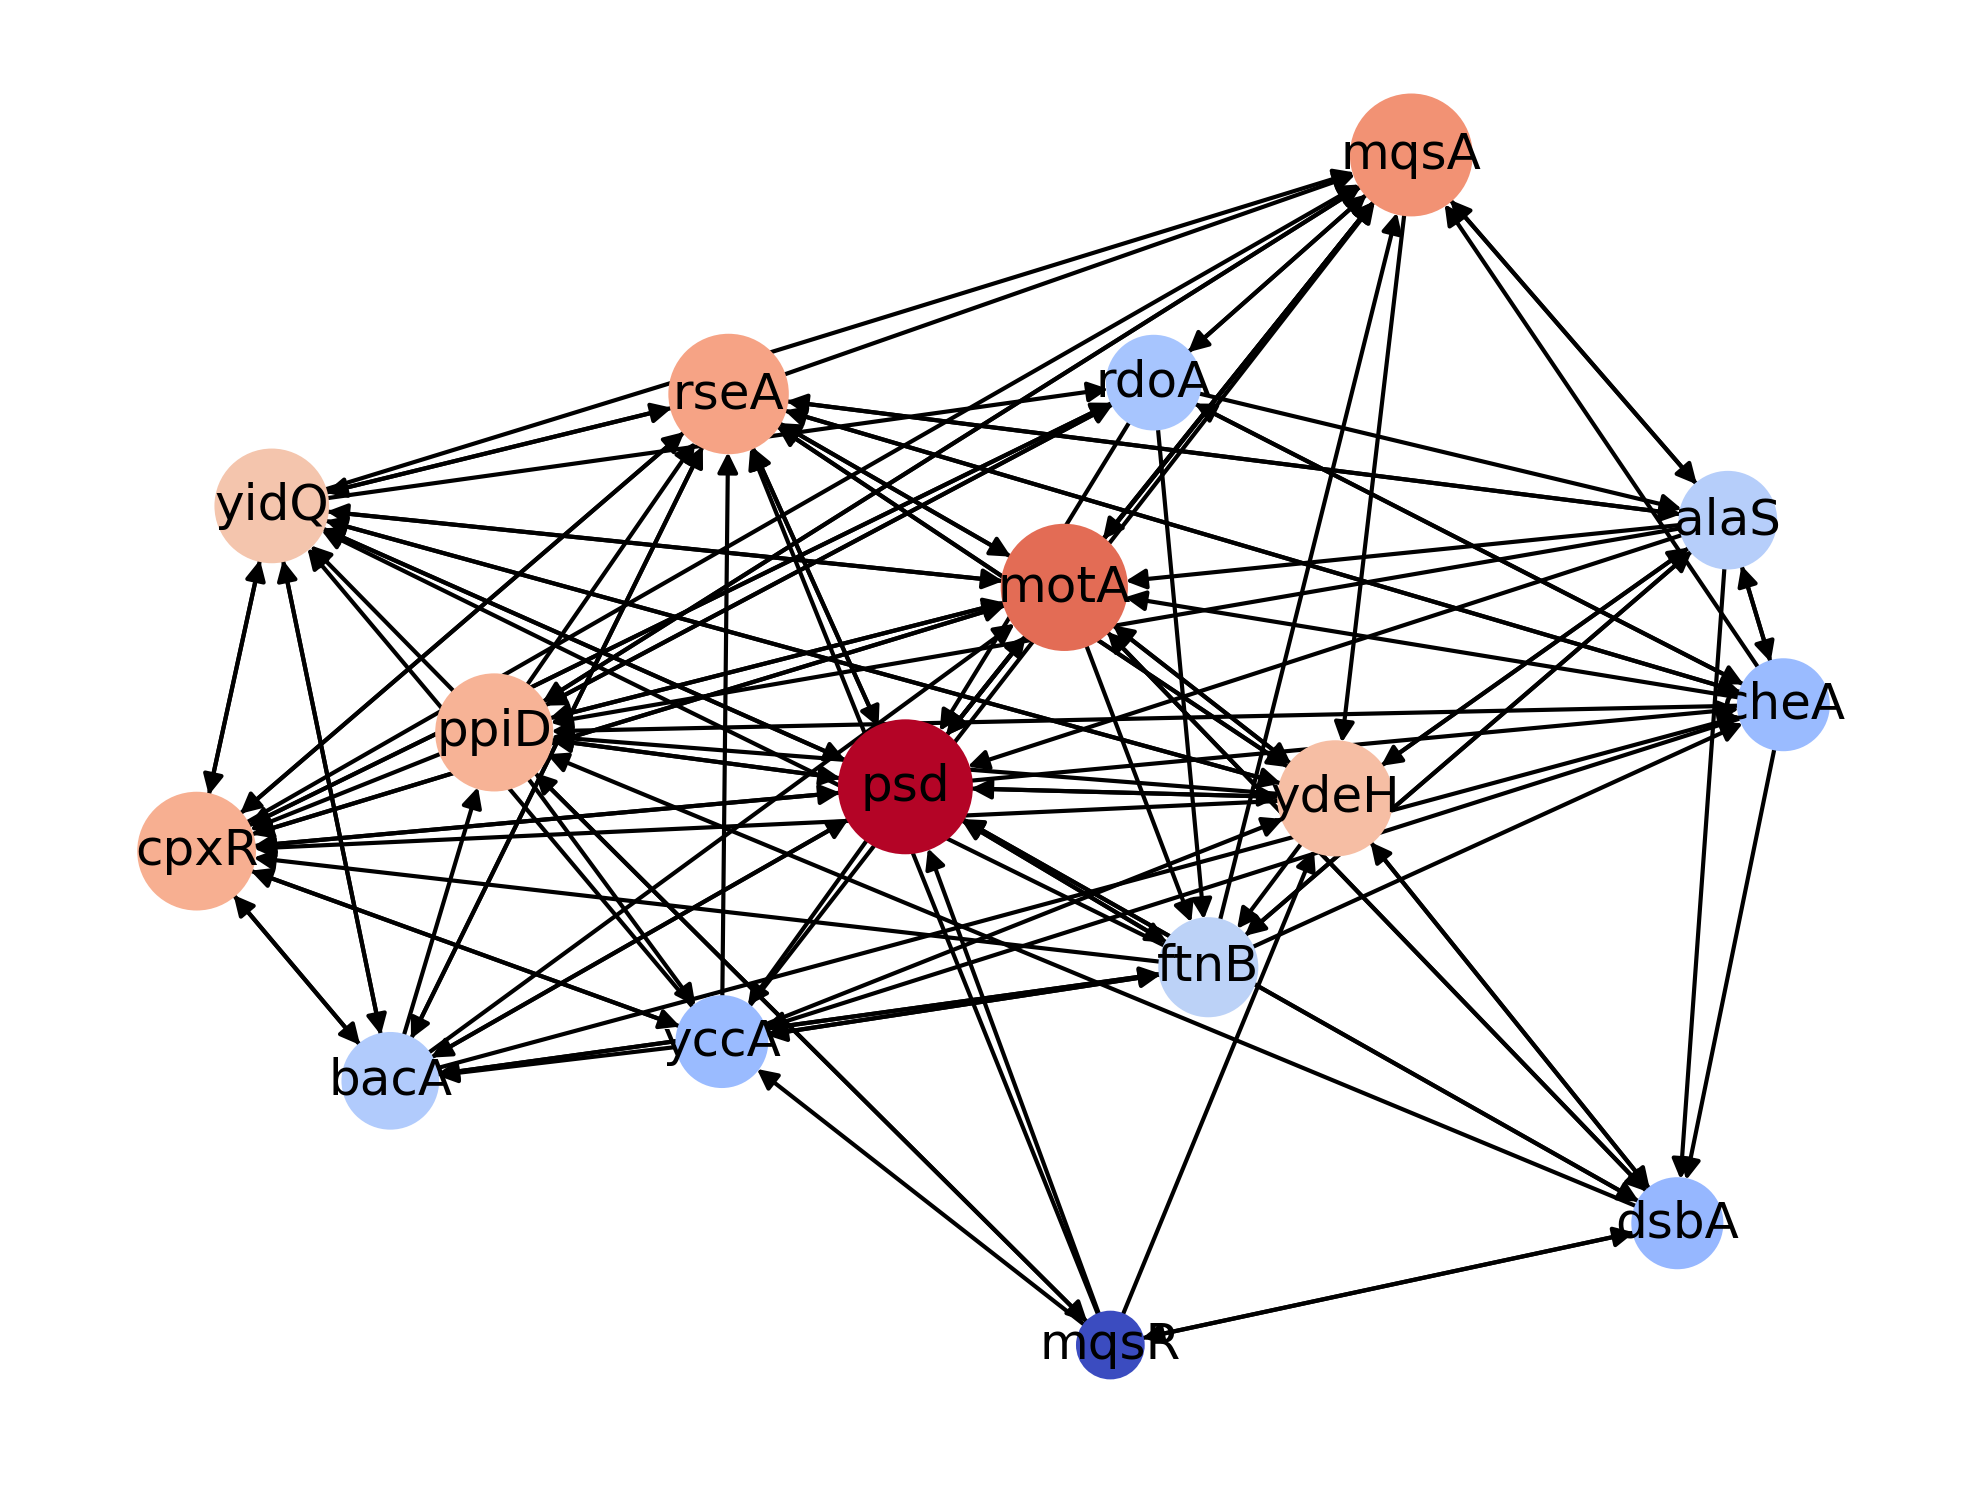 mqsA
rseA
rdoA
yidQ
alaS
motA
cheA
ppiD
psd
ydeH
cpxR
ftnB
yccA
bacA
dsbA
mqsR